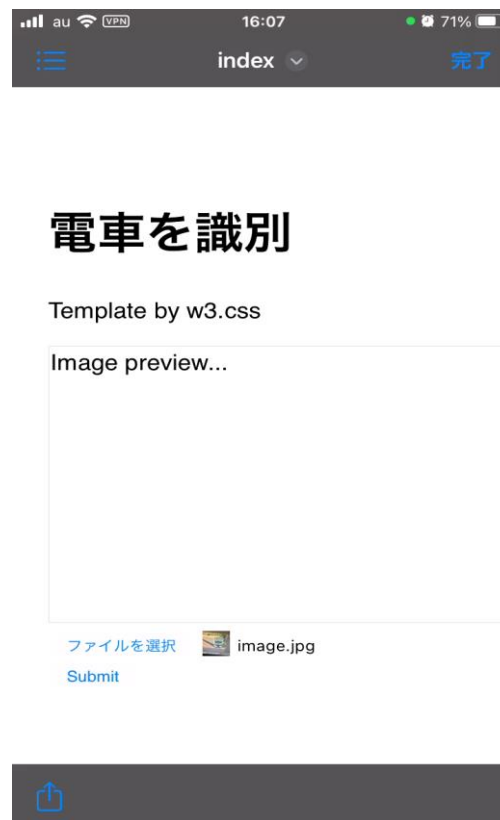 au VPN 16:07 71%
index 完了
電車を識別
Template by w3.css
Image preview...
ファイルを選択 image.jpg
Submit